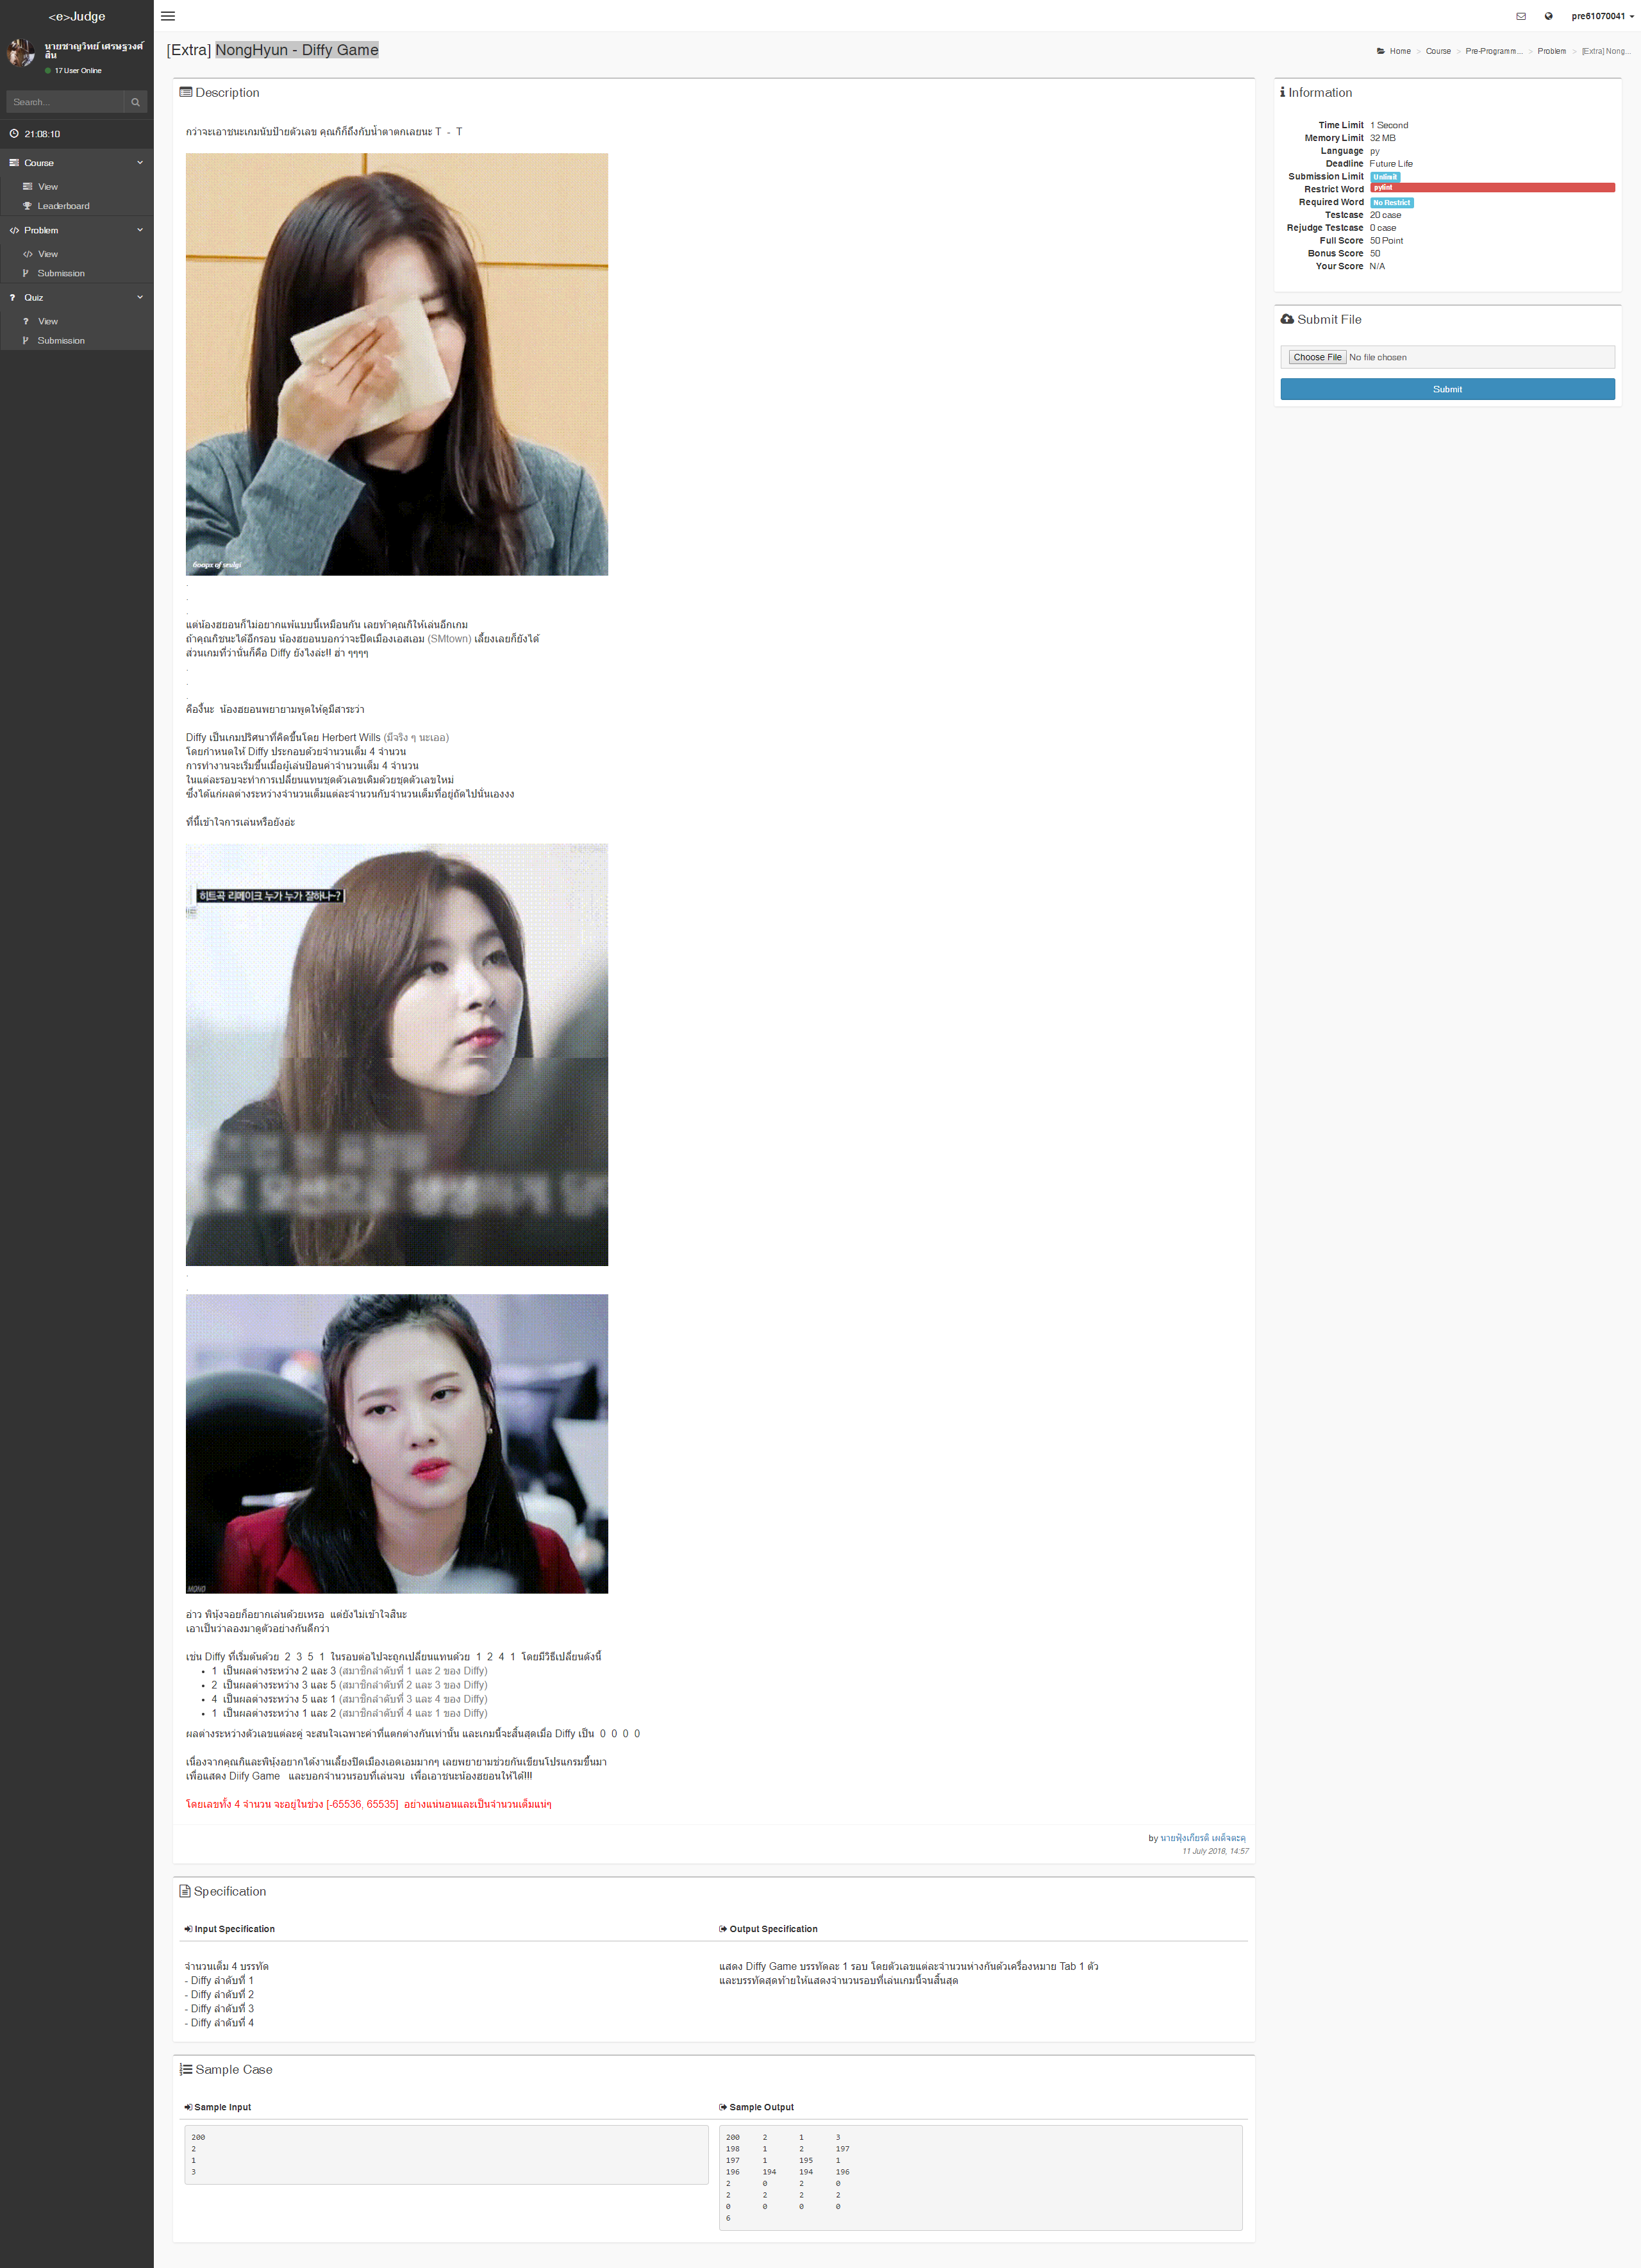 <e>Judge
นายชาญวิทย์ เศรษฐวงศ์
สิน
17 User Online
Search...
21:08:10
Course
View
Leaderboard
Problem
View
Submission
Quiz
View
Submission
pre61070041
[Extra] NongHyun - Diffy Game
Home > Course > Pre-Programm... > Problem > [Extra] Nong...
Description
กว่าจะเอาชนะเกมนับป้ายตัวเลข คุณกิก็ถึงกับน้ำตาตกเลยนะ T - T
.
.
.
แต่น้องฮยอนก็ไม่อยากแพ้แบบนี้เหมือนกัน เลยท้าคุณกิให้เล่นอีกเกม
ถ้าคุณกิชนะได้อีกรอบ น้องฮยอนบอกว่าจะปิดเมืองเอสเอม (SMtown) เลี้ยงเลยก็ยังได้
ส่วนเกมที่ว่านั่นก็คือ Diffy ยังไงล่ะ!! ฮ่า ๆๆๆๆ
.
.
.
คืองี้นะ น้องฮยอนพยายามพูดให้ดูมีสาระว่า
Diffy เป็นเกมปริศนาที่คิดขึ้นโดย Herbert Wills (มีจริง ๆ นะเออ)
โดยกำหนดให้ Diffy ประกอบด้วยจำนวนเต็ม 4 จำนวน
การทำงานจะเริ่มขึ้นเมื่อผู้เล่นป้อนค่าจำนวนเต็ม 4 จำนวน
ในแต่ละรอบจะทำการเปลี่ยนแทนชุดตัวเลขเดิมด้วยชุดตัวเลขใหม่
ซึ่งได้แก่ผลต่างระหว่างจำนวนเต็มแต่ละจำนวนกับจำนวนเต็มที่อยู่ถัดไปนั่นเองงง
ทีนี้เข้าใจการเล่นหรือยังอ่ะ
히트곡 리메이크 누가 누가 잘하나~?
.
.
อ่าว พินุ้งจอยก็อยากเล่นด้วยเหรอ แต่ยังไม่เข้าใจสินะ
เอาเป็นว่าลองมาดูตัวอย่างกันดีกว่า
เช่น Diffy ที่เริ่มต้นด้วย 2 3 5 1 ในรอบต่อไปจะถูกเปลี่ยนแทนด้วย 1 2 4 1 โดยมีวิธีเปลี่ยนดังนี้
• 1 เป็นผลต่างระหว่าง 2 และ 3 (สมาชิกลำดับที่ 1 และ 2 ของ Diffy)
• 2 เป็นผลต่างระหว่าง 3 และ 5 (สมาชิกลำดับที่ 2 และ 3 ของ Diffy)
• 4 เป็นผลต่างระหว่าง 5 และ 1 (สมาชิกลำดับที่ 3 และ 4 ของ Diffy)
• 1 เป็นผลต่างระหว่าง 1 และ 2 (สมาชิกลำดับที่ 4 และ 1 ของ Diffy)
ผลต่างระหว่างตัวเลขแต่ละคู่ จะสนใจเฉพาะค่าที่แตกต่างกันเท่านั้น และเกมนี้จะสิ้นสุดเมื่อ Diffy เป็น 0 0 0 0
เนื่องจากคุณกิและพินุ้งอยากได้งานเลี้ยงปิดเมืองเอดเอมมากๆ เลยพยายามช่วยกันเขียนโปรแกรมขึ้นมา
เพื่อแสดง Diify Game และบอกจำนวนรอบที่เล่นจบ เพื่อเอาชนะน้องฮยอนให้ได้!!!
โดยเลขทั้ง 4 จำนวน จะอยู่ในช่วง [-65536, 65535] อย่างแน่นอนและเป็นจำนวนเต็มแน่ๆ
by นายฟุ้งเกียรติ เผด็จตะคุ
11 July 2018, 14:57
Information
Time Limit 1 Second
Memory Limit 32 MB
Language py
Deadline Future Life
Submission Limit Unlimit
Restrict Word pylint
Required Word No Restrict
Testcase 20 case
Rejudge Testcase 0 case
Full Score 50 Point
Bonus Score 50
Your Score N/A
Submit File
Choose File No file chosen
Submit
Specification
Input Specification
จำนวนเต็ม 4 บรรทัด
- Diffy ลำดับที่ 1
- Diffy ลำดับที่ 2
- Diffy ลำดับที่ 3
- Diffy ลำดับที่ 4
Output Specification
แสดง Diffy Game บรรทัดละ 1 รอบ โดยตัวเลขแต่ละจำนวนห่างกันด้วยเครื่องหมาย Tab 1 ตัว
และบรรทัดสุดท้ายให้แสดงจำนวนรอบที่เล่นเกมนี้จนสิ้นสุด
Sample Case
Sample Input
200
2
1
3
Sample Output
200 2 1 3
198 1 2 197
197 1 195 1
196 194 194 196
2 0 2 0
2 2 2 2
0 0 0 0
6